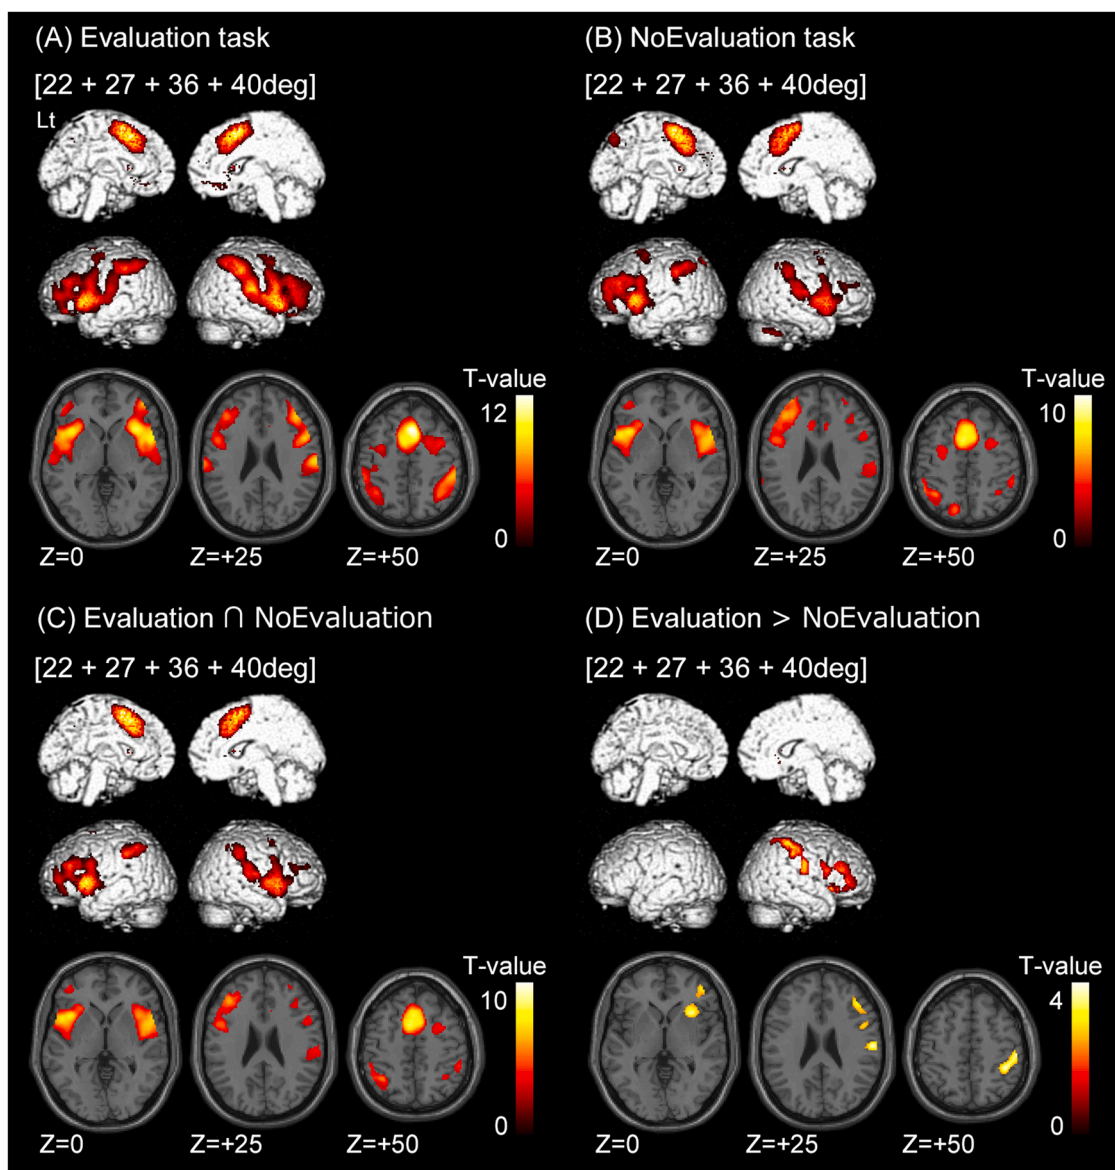 (A) Evaluation task
[22 + 27 + 36 + 40deg]
Lt
T-value
12
0
Z=0
Z=+25
Z=+50
(B) NoEvaluation task
[22 + 27 + 36 + 40deg]
T-value
10
0
Z=0
Z=+25
Z=+50
(C) Evaluation ∩ NoEvaluation
[22 + 27 + 36 + 40deg]
T-value
10
0
Z=0
Z=+25
Z=+50
(D) Evaluation > NoEvaluation
[22 + 27 + 36 + 40deg]
T-value
4
0
Z=0
Z=+25
Z=+50